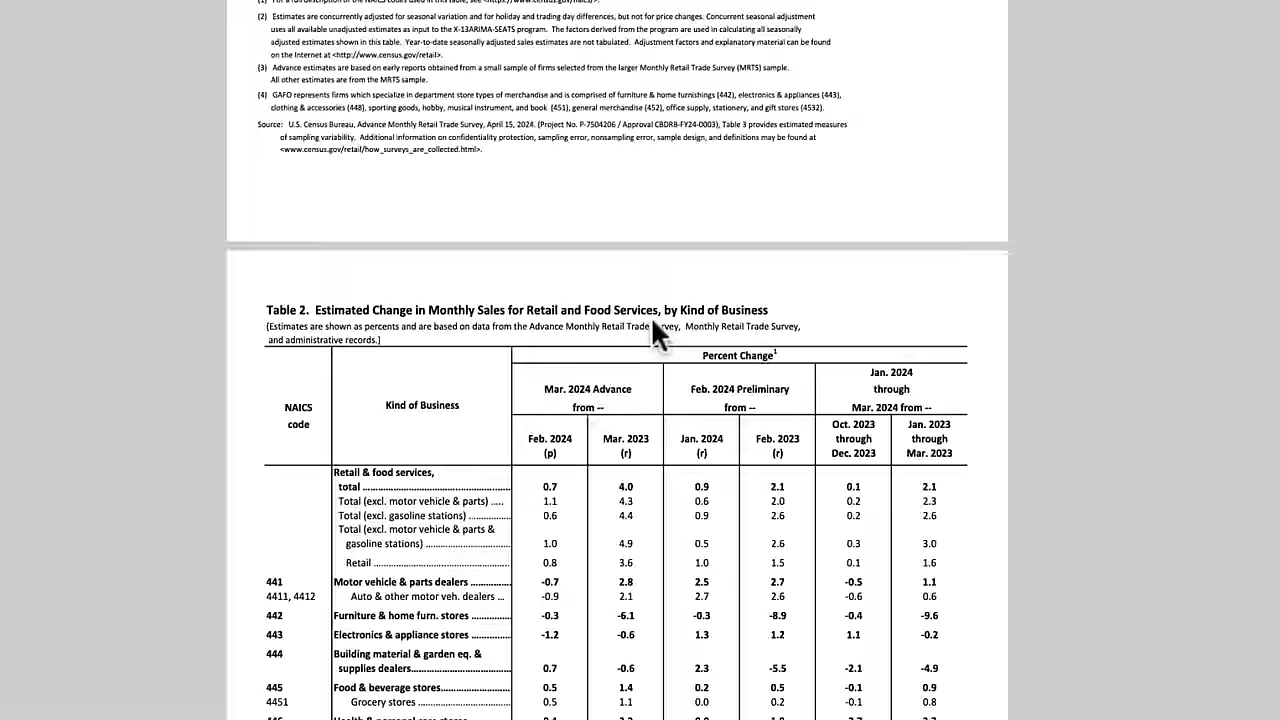 (1) For a full description of the NAICS codes used in this table, see <https://www.census.gov/naics/>.
(2) Estimates are concurrently adjusted for seasonal variation and for holiday and trading day differences, but not for price changes. Concurrent seasonal adjustment
uses all available unadjusted estimates as input to the X-13ARIMA-SEATS program. The factors derived from the program are used in calculating all seasonally
adjusted estimates shown in this table. Year-to-date seasonally adjusted sales estimates are not tabulated. Adjustment factors and explanatory material can be found
on the Internet at <http://www.census.gov/retail>.
(3) Advance estimates are based on early reports obtained from a small sample of firms selected from the larger Monthly Retail Trade Survey (MRTS) sample.
All other estimates are from the MRTS sample.
(4) GAFO represents firms which specialize in department store types of merchandise and is comprised of furniture & home furnishings (442), electronics & appliances (443),
clothing & accessories (448), sporting goods, hobby, musical instrument, and book (451), general merchandise (452), office supply, stationery, and gift stores (4532).
Source: U.S. Census Bureau, Advance Monthly Retail Trade Survey, April 15, 2024. (Project No. P-7504206 / Approval CBDRB-FY24-0003), Table 3 provides estimated measures
of sampling variability. Additional information on confidentiality protection, sampling error, nonsampling error, sample design, and definitions may be found at
<www.census.gov/retail/how_surveys_are_collected.html>.
Table 2. Estimated Change in Monthly Sales for Retail and Food Services, by Kind of Business
(Estimates are shown as percents and are based on data from the Advance Monthly Retail Trade vey, Monthly Retail Trade Survey,
and administrative records.]
NAICS code
Kind of Business
Percent Change1
Mar. 2024 Advance from --
Feb. 2024 Preliminary from --
Jan. 2024 through Mar. 2024 from --
Feb. 2024 (p)
Mar. 2023 (r)
Jan. 2024 (r)
Feb. 2023 (r)
Oct. 2023 through Dec. 2023
Jan. 2023 through Mar. 2023
Retail & food services,
total 0.7 4.0 0.9 2.1 0.1 2.1
Total (excl. motor vehicle & parts) 1.1 4.3 0.6 2.0 0.2 2.3
Total (excl. gasoline stations) 0.6 4.4 0.9 2.6 0.2 2.6
Total (excl. motor vehicle & parts &
gasoline stations) 1.0 4.9 0.5 2.6 0.3 3.0
Retail 0.8 3.6 1.0 1.5 0.1 1.6
441 Motor vehicle & parts dealers -0.7 2.8 2.5 2.7 -0.5 1.1
4411, 4412 Auto & other motor veh. dealers -0.9 2.1 2.7 2.6 -0.6 0.6
442 Furniture & home furn. stores -0.3 -6.1 -0.3 -8.9 -0.4 -9.6
443 Electronics & appliance stores -1.2 -0.6 1.3 1.2 1.1 -0.2
444 Building material & garden eq. &
supplies dealers 0.7 -0.6 2.3 -5.5 -2.1 -4.9
445 Food & beverage stores 0.5 1.4 0.2 0.5 -0.1 0.9
4451 Grocery stores 0.5 1.1 0.0 0.2 -0.1 0.8